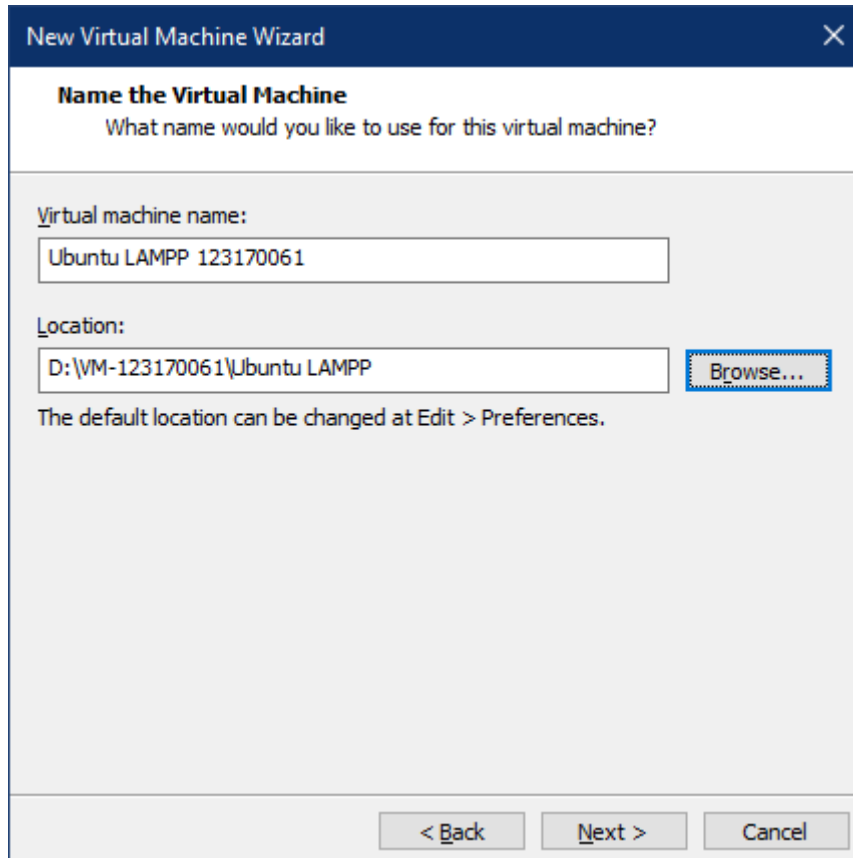 New Virtual Machine Wizard
Name the Virtual Machine
What name would you like to use for this virtual machine?
Virtual machine name:
Ubuntu LAMPP 123170061
Location:
D:\VM-123170061\Ubuntu LAMPP
Browse...
The default location can be changed at Edit > Preferences.
< Back Next > Cancel